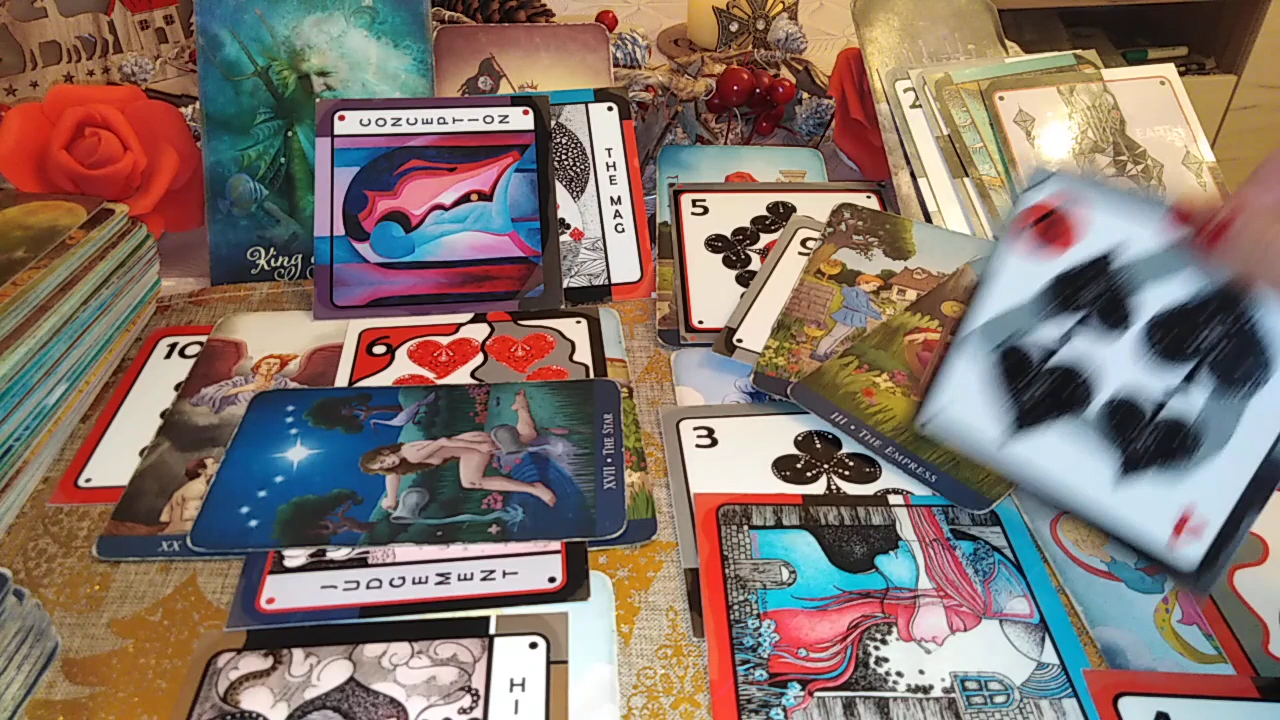 King
CONCEPTION
THE MAG
2
EARTH
5
9
10
6
III • THE EMPRESS
XVII • THE STAR
3
XX
JUDGEMENT